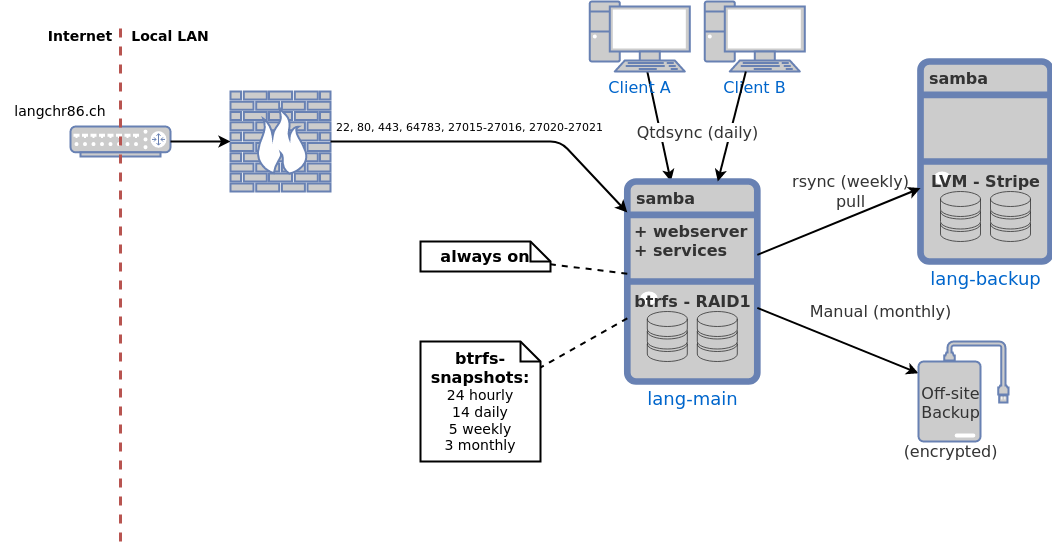 Internet
Local LAN
langchr86.ch
22, 80, 443, 64783, 27015-27016, 27020-27021
Client A
Client B
Qtdsync (daily)
samba
+ webserver
+ services
btrfs - RAID1
lang-main
always on
btrfs-
snapshots:
24 hourly
14 daily
5 weekly
3 monthly
rsync (weekly)
pull
samba
LVM - Stripe
lang-backup
Manual (monthly)
Off-site
Backup
(encrypted)